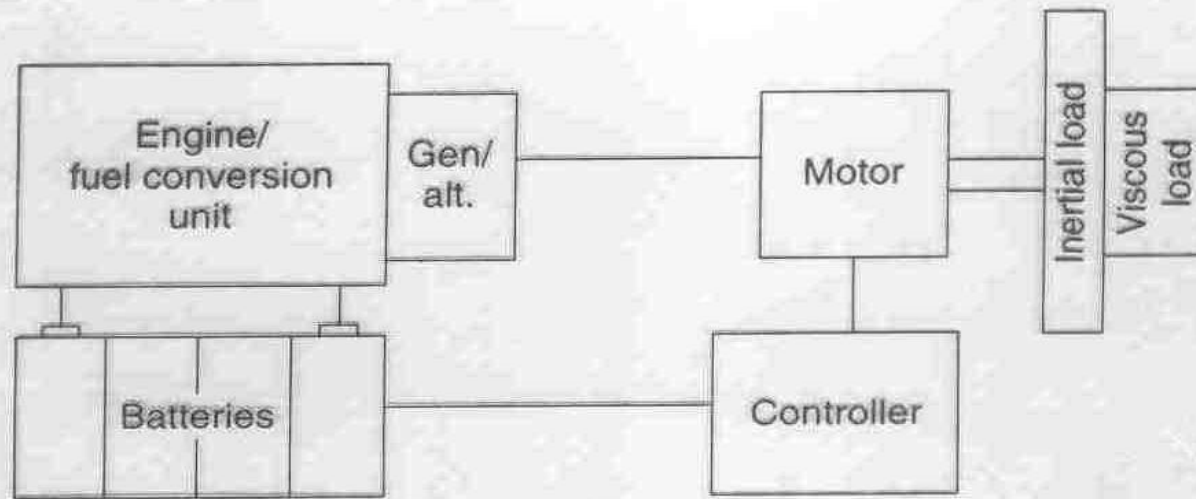 Engine/
fuel conversion
unit
Gen/
alt.
Motor
Inertial load
Viscous
load
Batteries
Controller